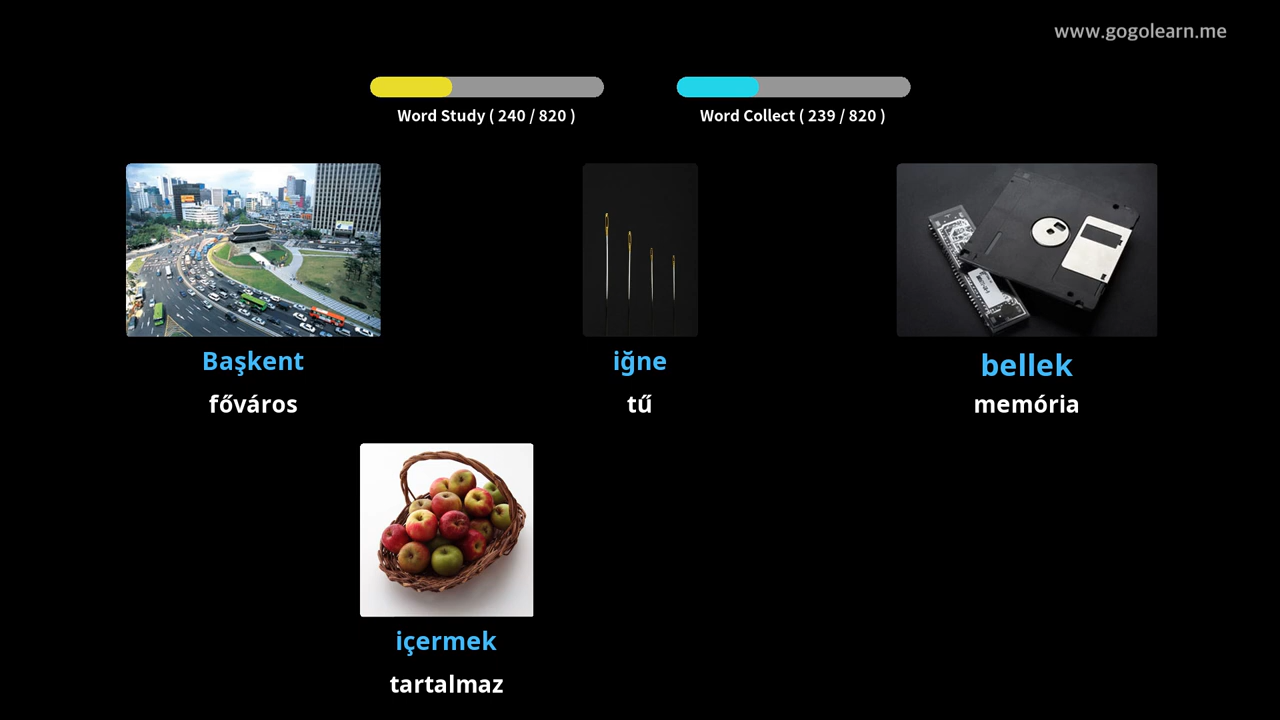 www.gogolearn.me
Word Study ( 240 / 820 )
Word Collect ( 239 / 820 )
Başkent
iğne
bellek
főváros
tű
memória
içermek
tartalmaz